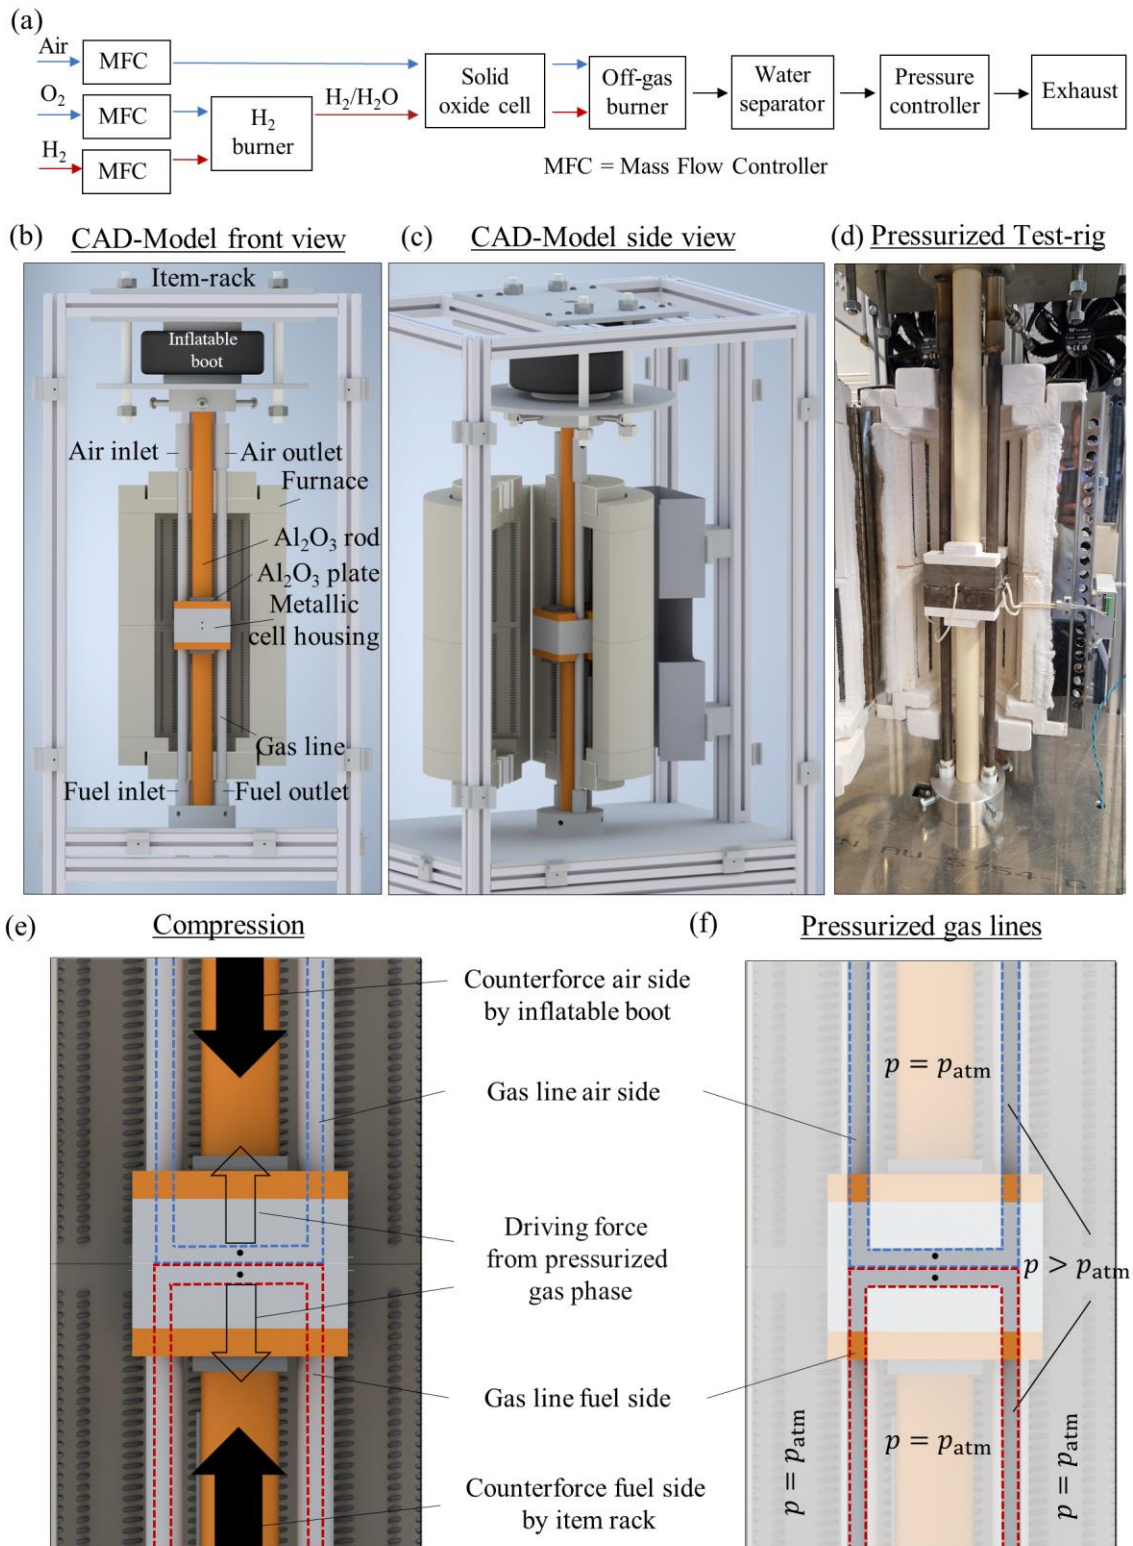 (a)
Air
MFC
O₂
MFC
H₂
MFC
H₂
burner
H₂/H₂O
Solid
oxide cell
Off-gas
burner
Water
separator
Pressure
controller
Exhaust
MFC = Mass Flow Controller
(b)
CAD-Model front view
Item-rack
Inflatable
boot
Air inlet
Air outlet
Furnace
Al₂O₃ rod
Al₂O₃ plate
Metallic
cell housing
Gas line
Fuel inlet
Fuel outlet
(c)
CAD-Model side view
(d)
Pressurized Test-rig
(e)
Compression
Counterforce air side
by inflatable boot
Gas line air side
Driving force
from pressurized
gas phase
Gas line fuel side
Counterforce fuel side
by item rack
(f)
Pressurized gas lines
p = pₐₜₘ
p > pₐₜₘ
p = pₐₜₘ
p = pₐₜₘ
p = pₐₜₘ